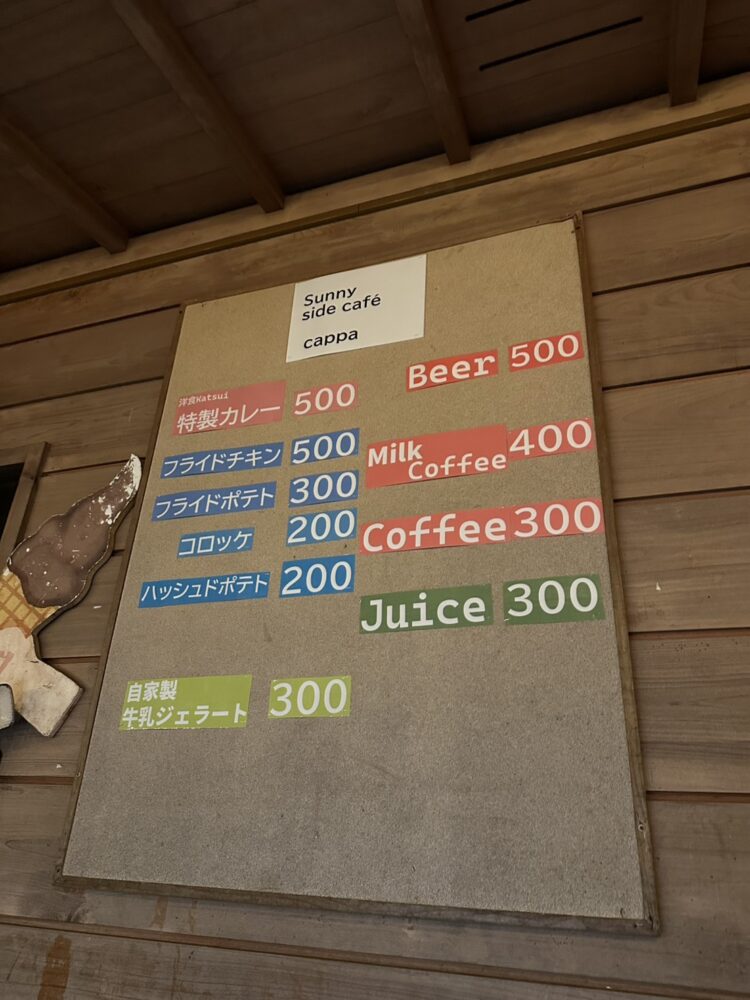 Sunny
side café
cappa
洋食Katsui
特製カレー 500
フライドチキン 500
フライドポテト 300
コロッケ 200
ハッシュドポテト 200
自家製
牛乳ジェラート 300
Beer 500
Milk
Coffee 400
Coffee 300
Juice 300